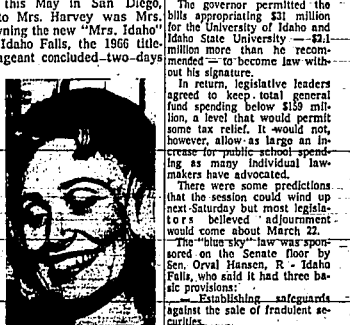 this May in San Diego,
to Mrs. Harvey was Mrs.
ning the new "Mrs. Idaho"
Idaho Falls, the 1966 title-
ageant concluded two days
The governor permitted the
bills appropriating $31 million
for the University of Idaho and
Idaho State University — $2.1
million more than he recom-
mended — to become law with-
out his signature.
In return, legislative leaders
agreed to keep total general
fund spending below $159 mil-
lion, a level that would permit
some tax relief. It would not,
however, allow as large an in-
crease for public school spend-
ing as many individual law-
makers have advocated.
There were some predictions
that the session could wind up
next Saturday but most legisla-
tors believed adjournment
would come about March 22.
The "blue sky" law was spon-
sored on the Senate floor by
Sen. Orval Hansen, R - Idaho
Falls, who said it had three ba-
sic provisions:
— Establishing safeguards
against the sale of fradulent se-
curities.